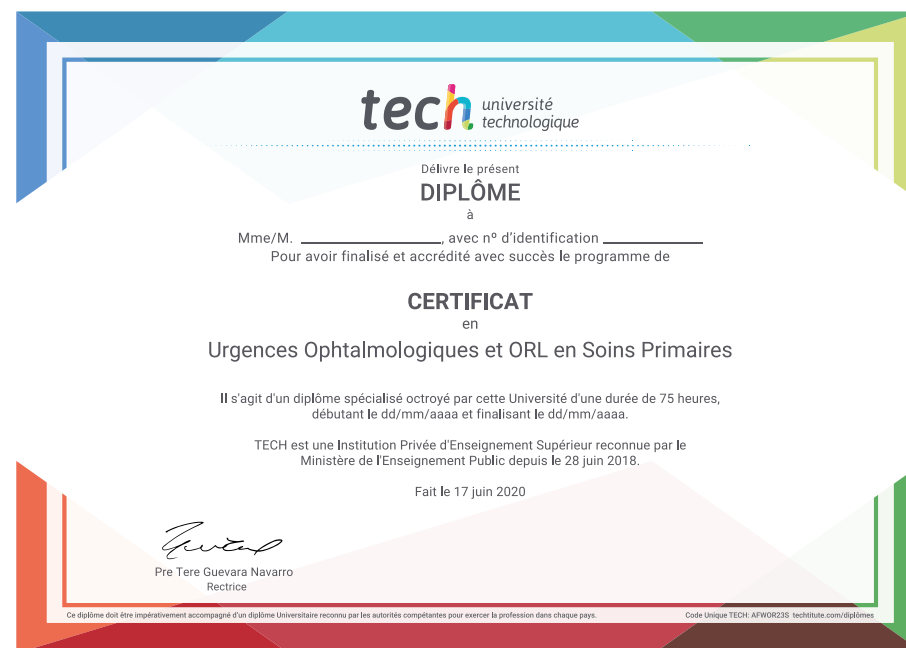 tech université
technologique
Délivre le présent
DIPLÔME
à
Mme/M. ____________________, avec nº d'identification ______________
Pour avoir finalisé et accrédité avec succès le programme de
CERTIFICAT
en
Urgences Ophtalmologiques et ORL en Soins Primaires
Il s'agit d'un diplôme spécialisé octroyé par cette Université d'une durée de 75 heures,
débutant le dd/mm/aaaa et finalisant le dd/mm/aaaa.
TECH est une Institution Privée d'Enseignement Supérieur reconnue par le
Ministère de l'Enseignement Public depuis le 28 juin 2018.
Fait le 17 juin 2020
Pre Tere Guevara Navarro
Rectrice
Ce diplôme doit être impérativement accompagné d'un diplôme Universitaire reconnu par les autorités compétantes pour exercer la profession dans chaque pays.
Code Unique TECH: AFWOR23S techtitute.com/diplômes